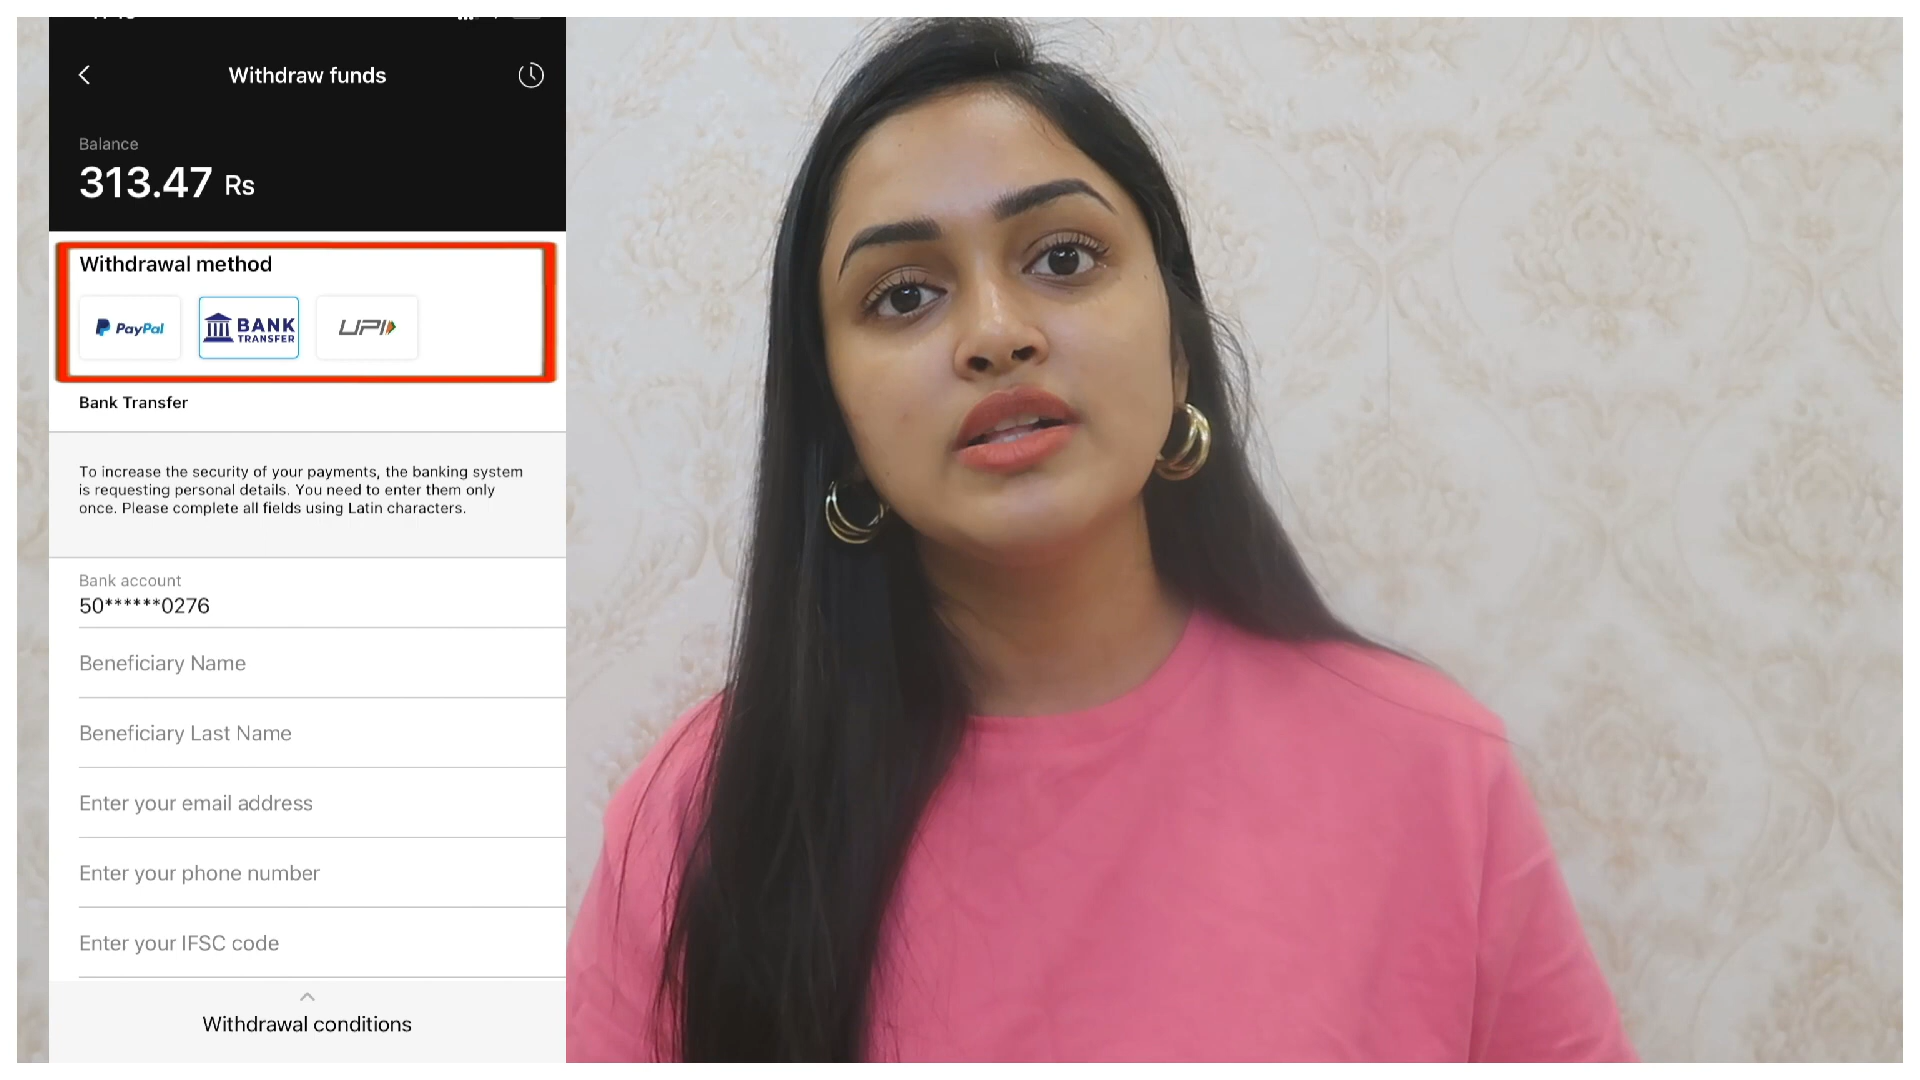 Withdraw funds
Balance
313.47 Rs
Withdrawal method
PayPal
BANK
TRANSFER
UPI
Bank Transfer
To increase the security of your payments, the banking system
is requesting personal details. You need to enter them only
once. Please complete all fields using Latin characters.
Bank account
50******0276
Beneficiary Name
Beneficiary Last Name
Enter your email address
Enter your phone number
Enter your IFSC code
Withdrawal conditions